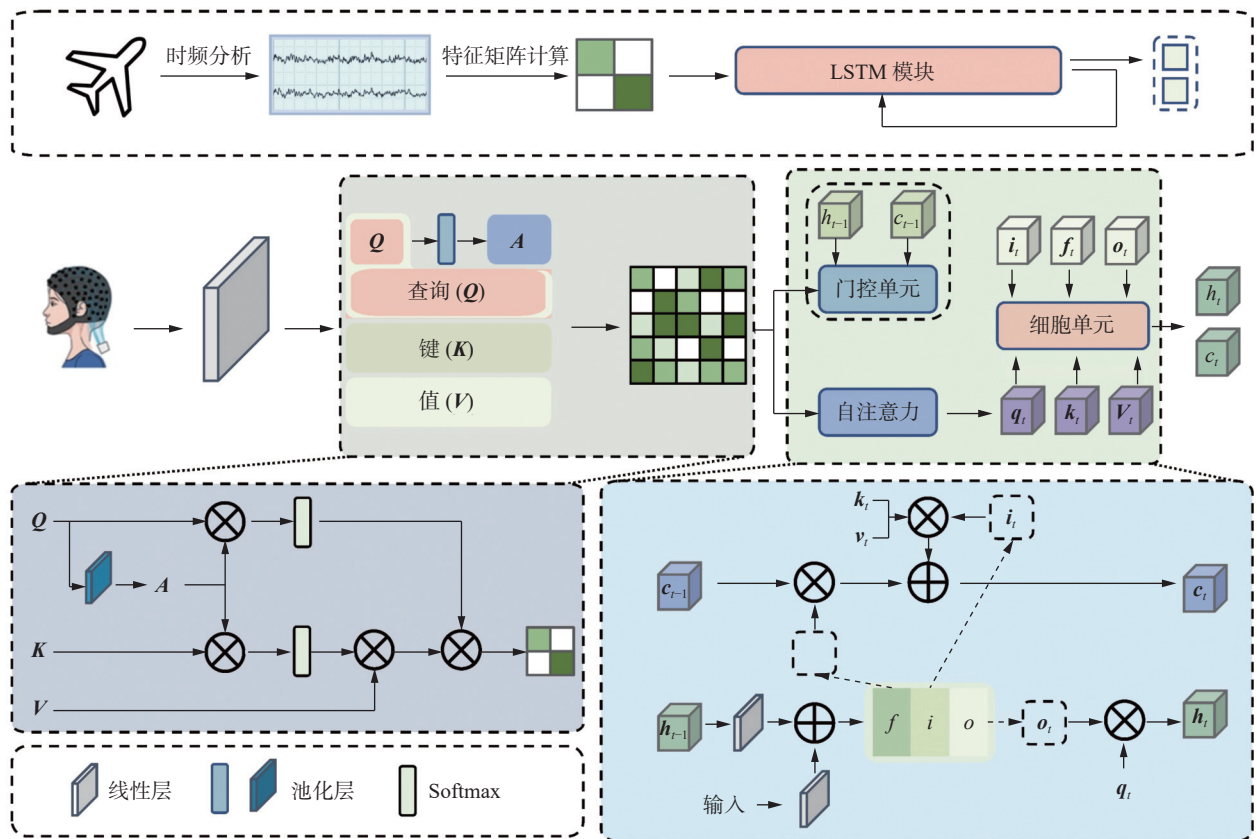 时频分析
特征矩阵计算
LSTM 模块
Q
A
查询 (Q)
键 (K)
值 (V)
h_{t−1}
c_{t−1}
门控单元
自注意力
i_t
f_t
o_t
细胞单元
q_t
k_t
V_t
h_t
c_t
Q
A
K
V
k_t
v_t
i_t
c_{t−1}
c_t
h_{t−1}
f
i
o
o_t
h_t
q_t
输入
线性层
池化层
Softmax